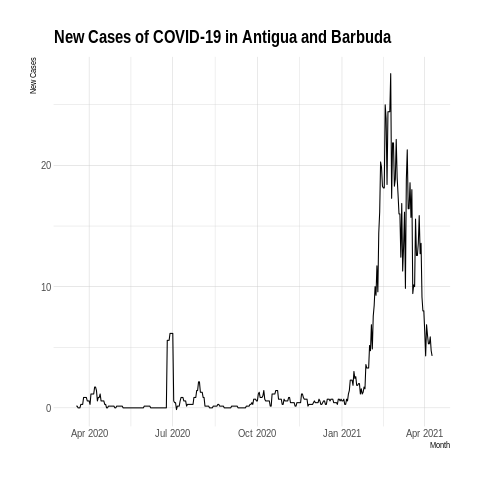 New Cases of COVID-19 in Antigua and Barbuda
New Cases
20
10
0
Apr 2020 Jul 2020 Oct 2020 Jan 2021 Apr 2021
Month